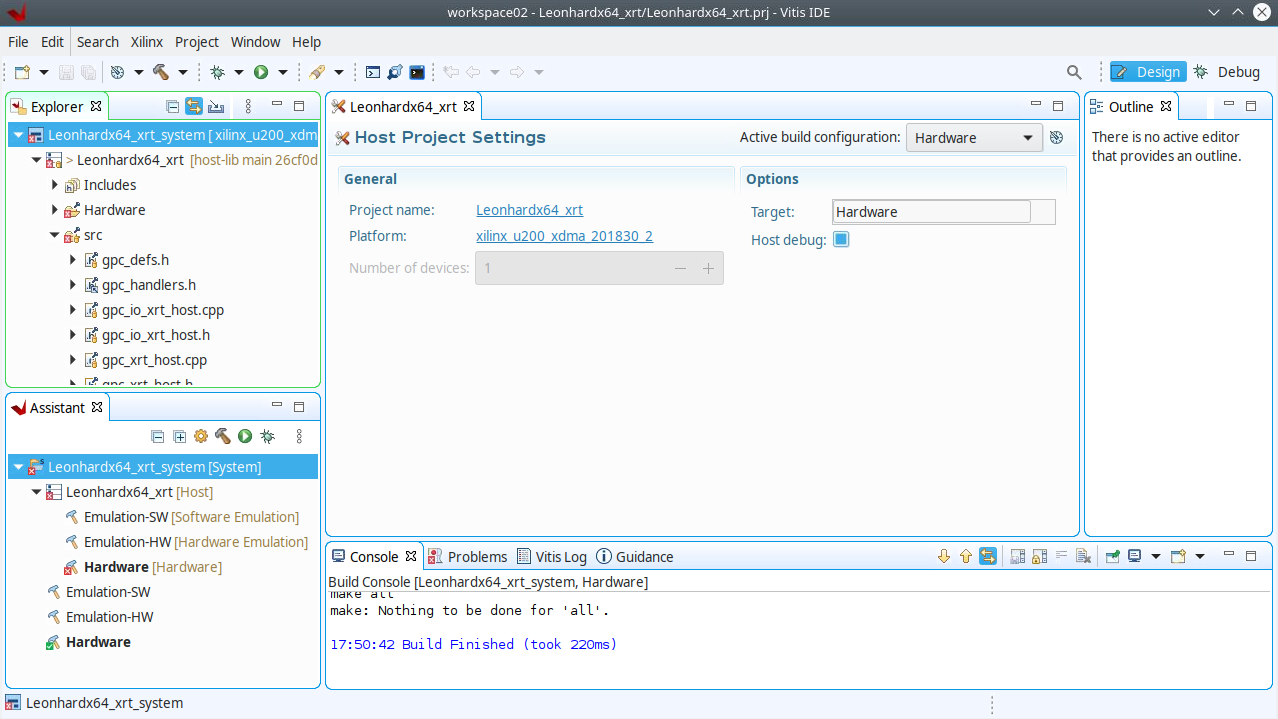 workspace02 - Leonhardx64_xrt/Leonhardx64_xrt.prj - Vitis IDE
File Edit Search Xilinx Project Window Help
Design Debug
Explorer
Leonhardx64_xrt_system [ xilinx_u200_xdm
> Leonhardx64_xrt [host-lib main 26cf0d
Includes
Hardware
src
gpc_defs.h
gpc_handlers.h
gpc_io_xrt_host.cpp
gpc_io_xrt_host.h
gpc_xrt_host.cpp
gpc_xrt_host.h
Assistant
Leonhardx64_xrt_system [System]
Leonhardx64_xrt [Host]
Emulation-SW [Software Emulation]
Emulation-HW [Hardware Emulation]
Hardware [Hardware]
Emulation-SW
Emulation-HW
Hardware
Leonhardx64_xrt
Host Project Settings
Active build configuration: Hardware
General
Project name: Leonhardx64_xrt
Platform: xilinx_u200_xdma_201830_2
Number of devices: 1
Options
Target: Hardware
Host debug:
Outline
There is no active editor
that provides an outline.
Console Problems Vitis Log Guidance
Build Console [Leonhardx64_xrt_system, Hardware]
make all
make: Nothing to be done for 'all'.
17:50:42 Build Finished (took 220ms)
Leonhardx64_xrt_system